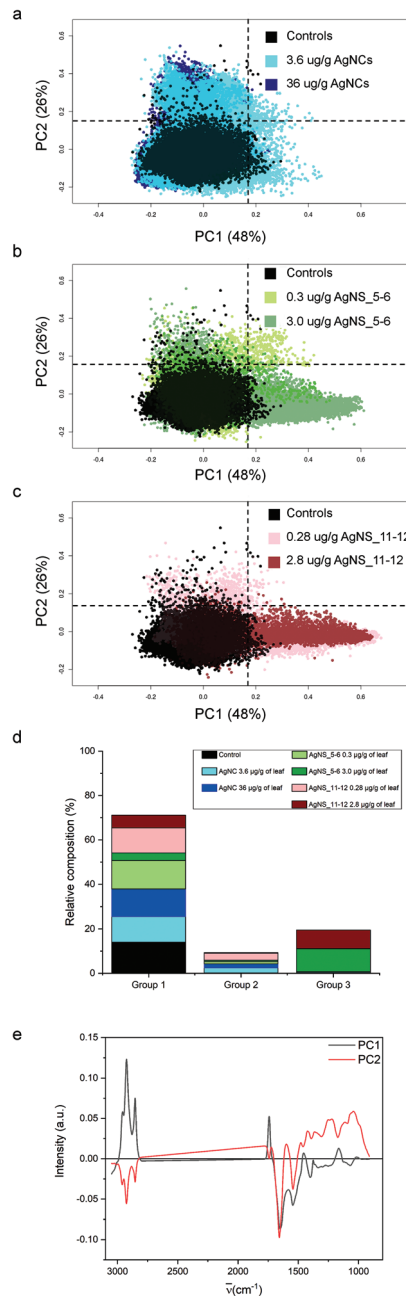 a
Controls
3.6 ug/g AgNCs
36 ug/g AgNCs
PC2 (26%)
0.6
0.4
0.2
0.0
-0.2
-0.4 -0.2 0.0 0.2 0.4 0.6
PC1 (48%)
b
Controls
0.3 ug/g AgNS_5-6
3.0 ug/g AgNS_5-6
PC2 (26%)
0.6
0.4
0.2
0.0
-0.2
-0.4 -0.2 0.0 0.2 0.4 0.6
PC1 (48%)
c
Controls
0.28 ug/g AgNS_11-12
2.8 ug/g AgNS_11-12
PC2 (26%)
0.6
0.4
0.2
0.0
-0.2
-0.4 -0.2 0.0 0.2 0.4 0.6
PC1 (48%)
d
Control
AgNC 3.6 μg/g of leaf
AgNC 36 μg/g of leaf
AgNS_5-6 0.3 μg/g of leaf
AgNS_5-6 3.0 μg/g of leaf
AgNS_11-12 0.28 μg/g of leaf
AgNS_11-12 2.8 μg/g of leaf
Relative composition (%)
100
80
60
40
20
0
Group 1 Group 2 Group 3
e
PC1
PC2
Intensity (a.u.)
0.15
0.10
0.05
0.00
-0.05
-0.10
3000 2500 2000 1500 1000
ν̅(cm⁻¹)